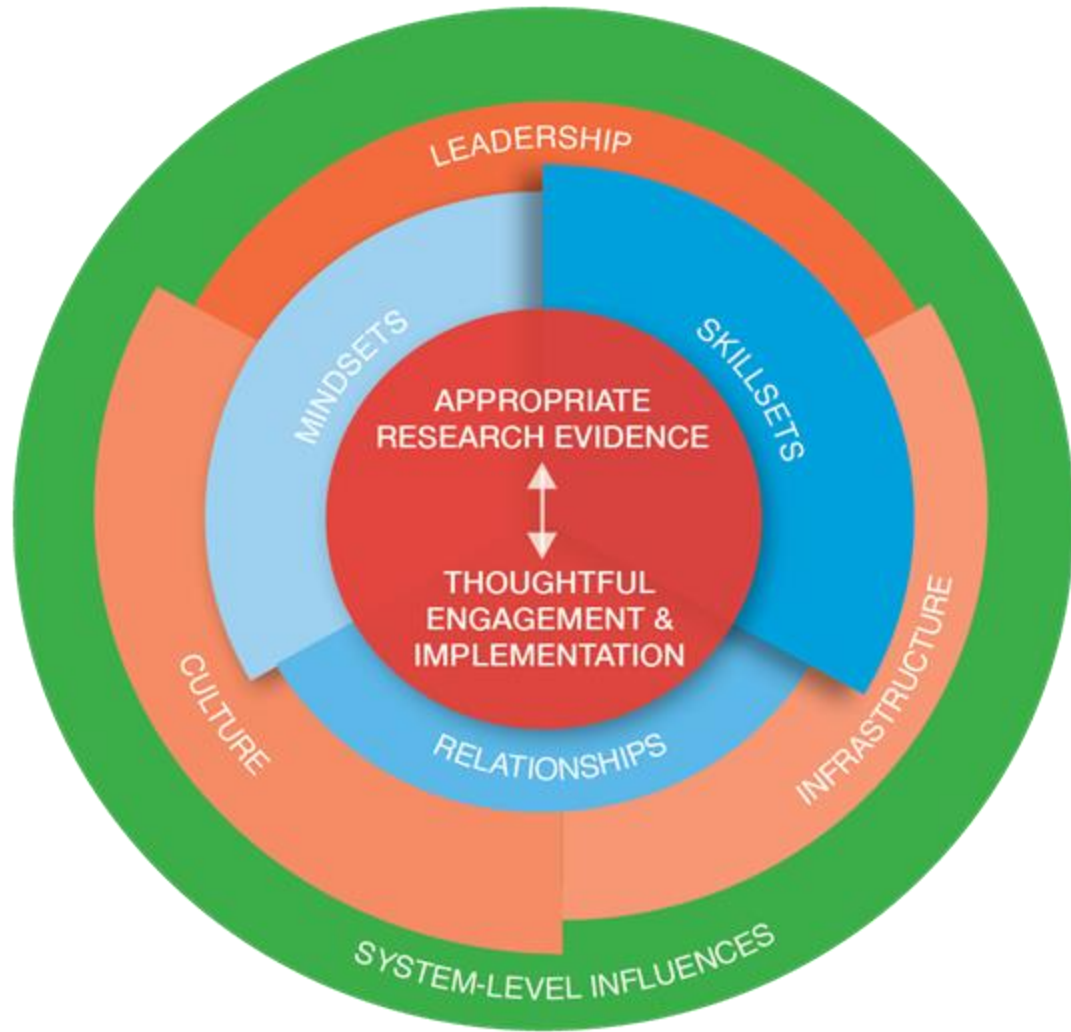 LEADERSHIP
MINDSETS
SKILLSETS
APPROPRIATE
RESEARCH EVIDENCE
THOUGHTFUL
ENGAGEMENT &
IMPLEMENTATION
CULTURE
RELATIONSHIPS
INFRASTRUCTURE
SYSTEM-LEVEL INFLUENCES